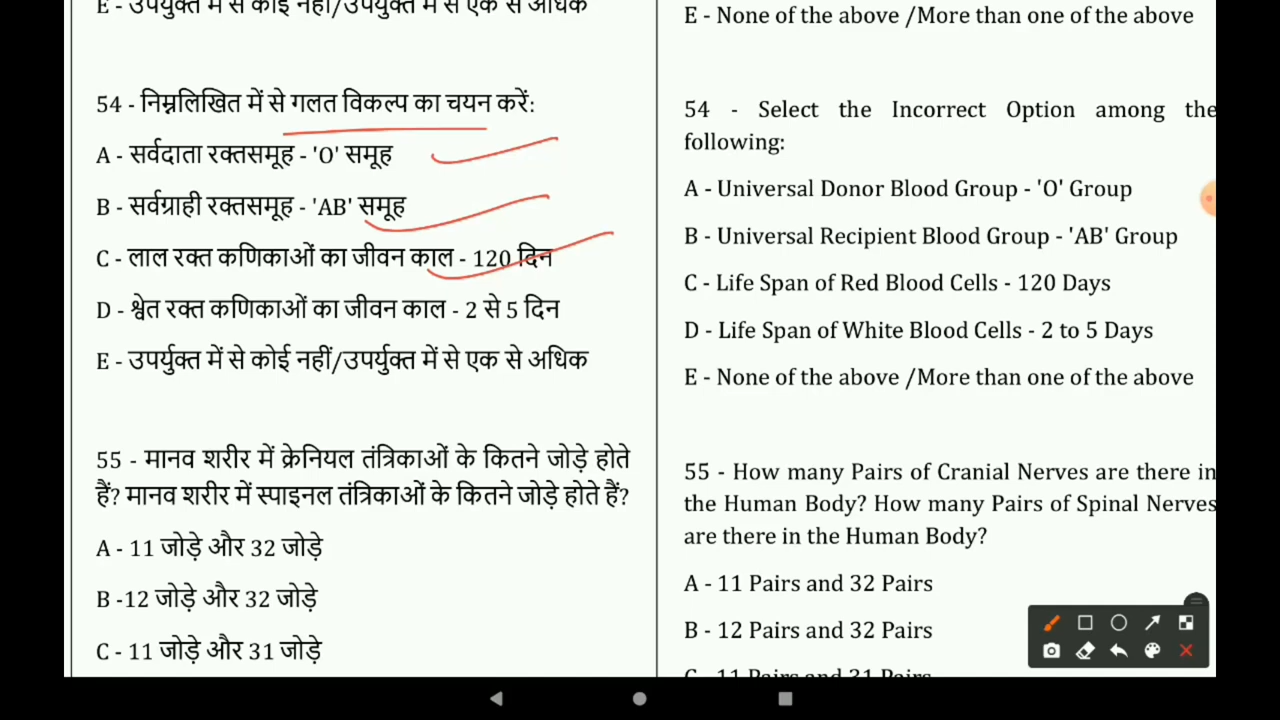 E - उपर्युक्त में से कोई नहीं/उपर्युक्त में से एक से अधिक
54 - निम्नलिखित में से गलत विकल्प का चयन करें:
A - सर्वदाता रक्तसमूह - 'O' समूह
B - सर्वग्राही रक्तसमूह - 'AB' समूह
C - लाल रक्त कणिकाओं का जीवन काल - 120 दिन
D - श्वेत रक्त कणिकाओं का जीवन काल - 2 से 5 दिन
E - उपर्युक्त में से कोई नहीं/उपर्युक्त में से एक से अधिक
55 - मानव शरीर में क्रेनियल तंत्रिकाओं के कितने जोड़े होते
हैं? मानव शरीर में स्पाइनल तंत्रिकाओं के कितने जोड़े होते हैं?
A - 11 जोड़े और 32 जोड़े
B -12 जोड़े और 32 जोड़े
C - 11 जोड़े और 31 जोड़े
E - None of the above /More than one of the above
54 - Select the Incorrect Option among the
following:
A - Universal Donor Blood Group - 'O' Group
B - Universal Recipient Blood Group - 'AB' Group
C - Life Span of Red Blood Cells - 120 Days
D - Life Span of White Blood Cells - 2 to 5 Days
E - None of the above /More than one of the above
55 - How many Pairs of Cranial Nerves are there in
the Human Body? How many Pairs of Spinal Nerves
are there in the Human Body?
A - 11 Pairs and 32 Pairs
B - 12 Pairs and 32 Pairs
C - 11 Pairs and 31 Pairs